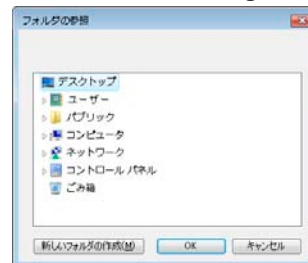 フォルダの参照
デスクトップ
ユーザー
パブリック
コンピュータ
ネットワーク
コントロール パネル
ごみ箱
新しいフォルダの作成(M)
OK
キャンセル